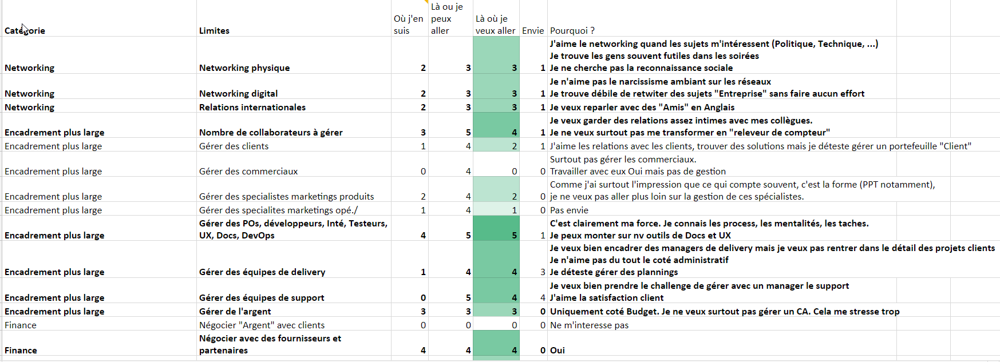 Catégorie Limites Où j'en suis Là ou je peux aller Là où je veux aller Envie Pourquoi ?
J'aime le networking quand les sujets m'intéressent (Politique, Technique, ...)
Je trouve les gens souvent futiles dans les soirées
Networking Networking physique 2 3 3 1 Je ne cherche pas la reconnaissance sociale
Je n'aime pas le narcissisme ambiant sur les réseaux
Networking Networking digital 2 3 3 1 Je trouve débile de retwiter des sujets "Entreprise" sans faire aucun effort
Networking Relations internationales 2 3 3 1 Je veux reparler avec des "Amis" en Anglais
Je veux garder des relations assez intimes avec mes collègues.
Encadrement plus large Nombre de collaborateurs à gérer 3 5 4 1 Je ne veux surtout pas me transformer en "releveur de compteur"
Encadrement plus large Gérer des clients 1 4 2 1 J'aime les relations avec les clients, trouver des solutions mais je déteste gérer un portefeuille "Client"
Surtout pas gérer les commerciaux.
Encadrement plus large Gérer des commerciaux 0 4 0 0 Travailler avec eux Oui mais pas de gestion
Comme j'ai surtout l'impression que ce qui compte souvent, c'est la forme (PPT notamment),
Encadrement plus large Gérer des specialistes marketings produits 2 4 2 0 je ne veux pas aller plus loin sur la gestion de ces spécialistes.
Encadrement plus large Gérer des specialites marketings opé./ 1 4 1 0 Pas envie
Gérer des POs, développeurs, Inté, Testeurs, C'est clairement ma force. Je connais les process, les mentalités, les taches.
Encadrement plus large UX, Docs, DevOps 4 5 5 1 Je peux monter sur nv outils de Docs et UX
Je veux bien encadrer des managers de delivery mais je veux pas rentrer dans le détail des projets clients
Je n'aime pas du tout le coté administratif
Encadrement plus large Gérer des équipes de delivery 1 4 4 3 Je déteste gérer des plannings
Je veux bien prendre le challenge de gérer avec un manager le support
Encadrement plus large Gérer des équipes de support 0 5 4 4 J'aime la satisfaction client
Encadrement plus large Gérer de l'argent 3 3 3 0 Uniquement coté Budget. Je ne veux surtout pas gérer un CA. Cela me stresse trop
Finance Négocier "Argent" avec clients 0 0 0 0 Ne m'interesse pas
Négocier avec des fournisseurs et
Finance partenaires 4 4 4 0 Oui